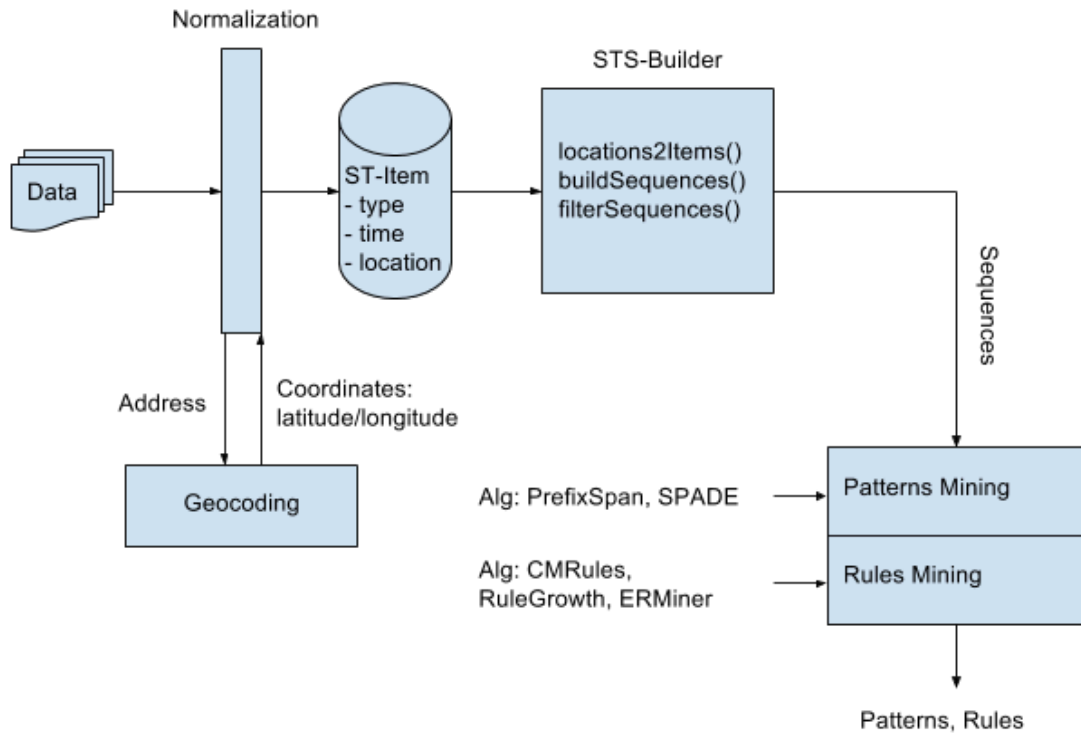 Normalization
STS-Builder
Data
ST-Item
- type
- time
- location
locations2Items()
buildSequences()
filterSequences()
Sequences
Address
Coordinates:
latitude/longitude
Geocoding
Alg: PrefixSpan, SPADE
Patterns Mining
Alg: CMRules,
RuleGrowth, ERMiner
Rules Mining
Patterns, Rules